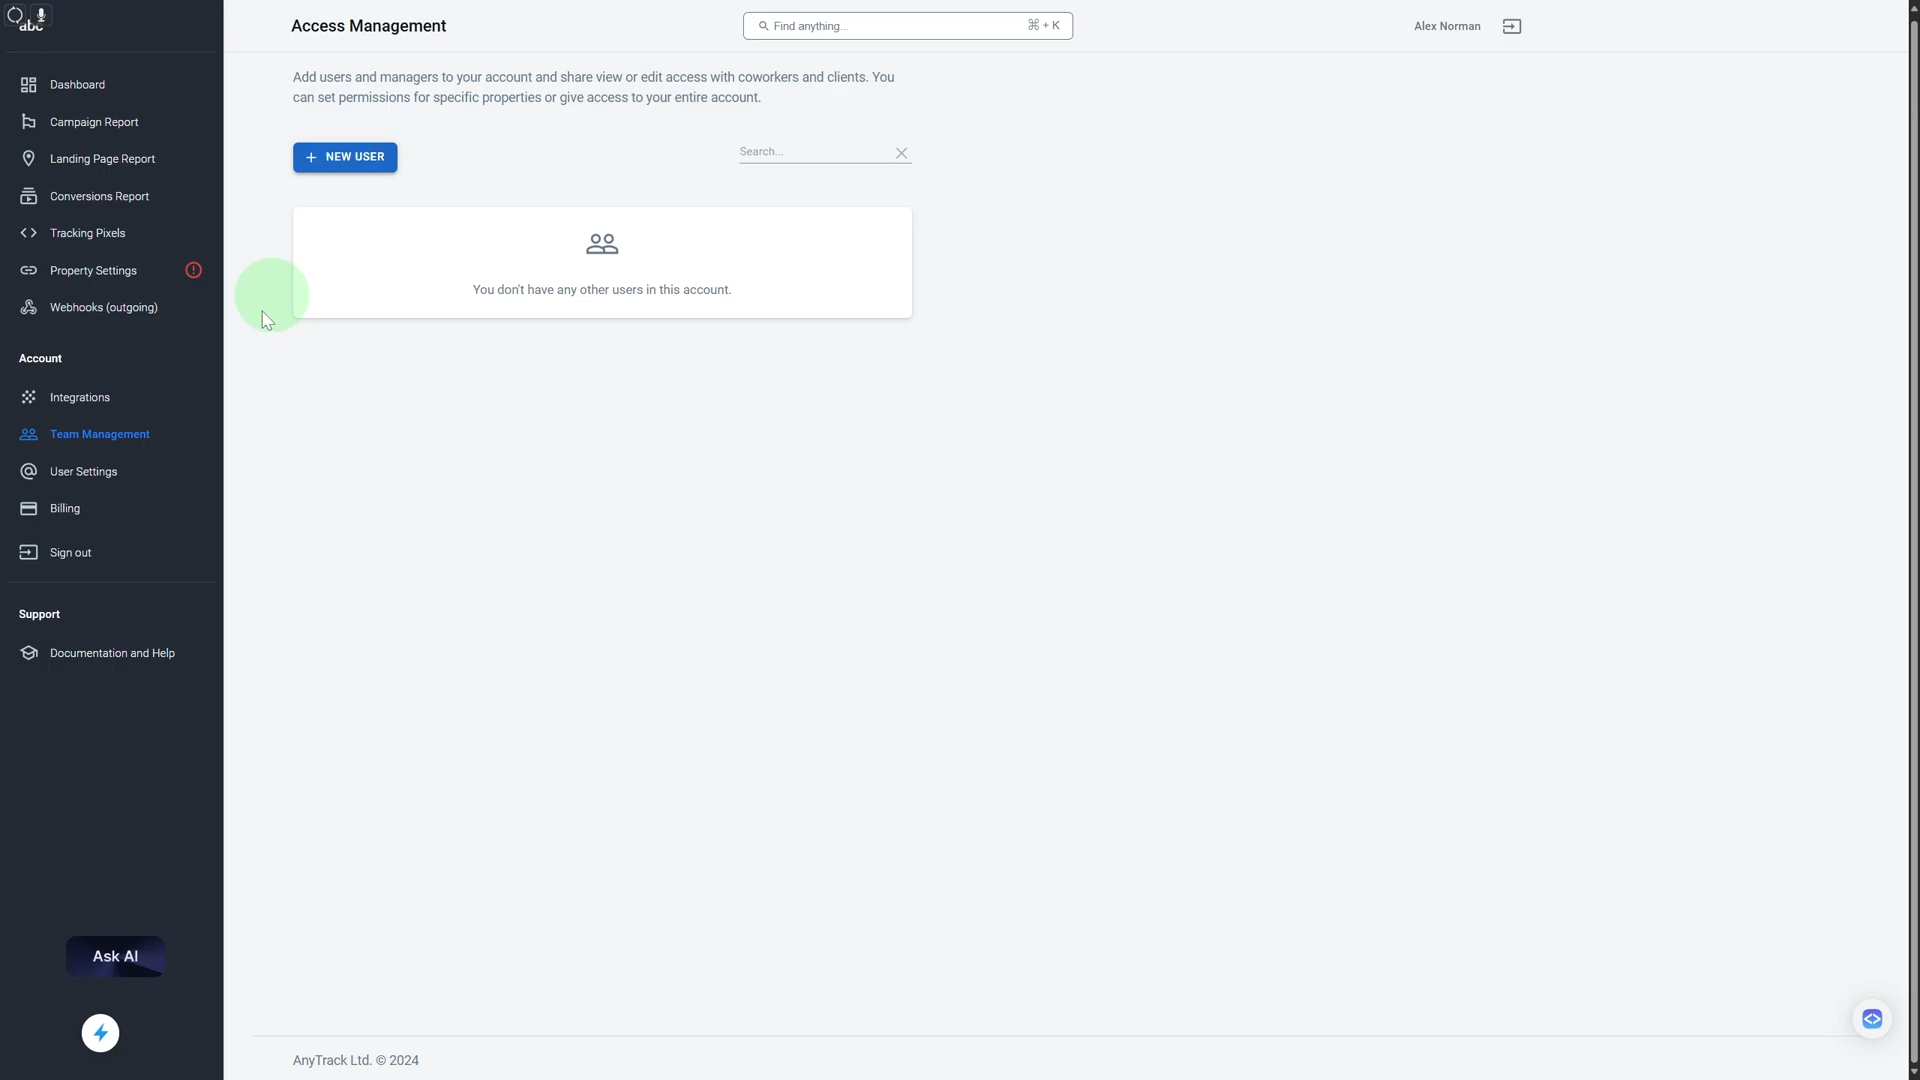 abc
Access Management
Find anything...
⌘ + K
Alex Norman
Dashboard
Campaign Report
Landing Page Report
Conversions Report
Tracking Pixels
Property Settings
Webhooks (outgoing)
Account
Integrations
Team Management
User Settings
Billing
Sign out
Support
Documentation and Help
Ask AI
Add users and managers to your account and share view or edit access with coworkers and clients. You
can set permissions for specific properties or give access to your entire account.
+ NEW USER
Search...
You don't have any other users in this account.
AnyTrack Ltd. © 2024